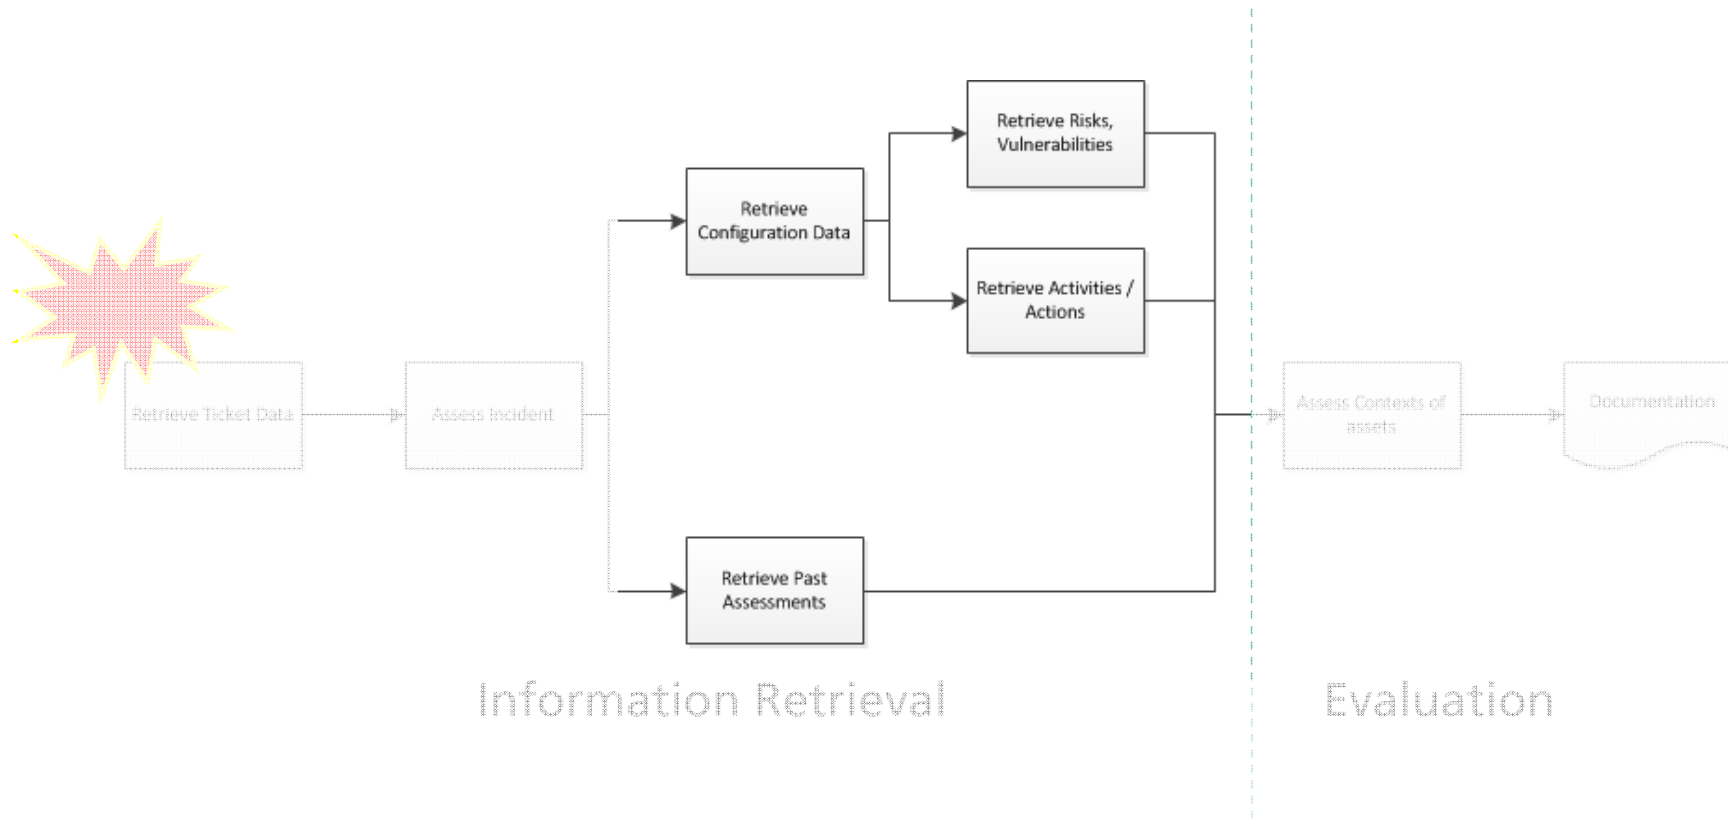 Retrieve Ticket Data
Assess Incident
Retrieve
Configuration Data
Retrieve Risks,
Vulnerabilities
Retrieve Activities /
Actions
Retrieve Past
Assessments
Assess Contexts of
assets
Documentation
Information Retrieval
Evaluation